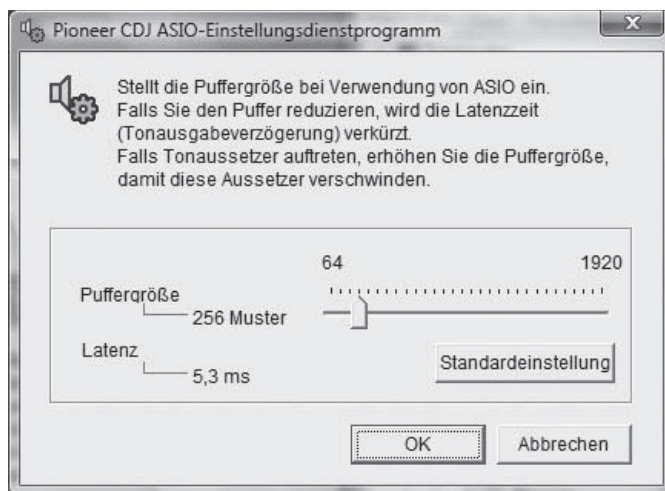 Pioneer CDJ ASIO-Einstellungsdienstprogramm
Stellt die Puffergröße bei Verwendung von ASIO ein.
Falls Sie den Puffer reduzieren, wird die Latenzzeit
(Tonausgabeverzögerung) verkürzt.
Falls Tonaussetzer auftreten, erhöhen Sie die Puffergröße,
damit diese Aussetzer verschwinden.
64 1920
Puffergröße
256 Muster
Latenz
5,3 ms
Standardeinstellung
OK Abbrechen